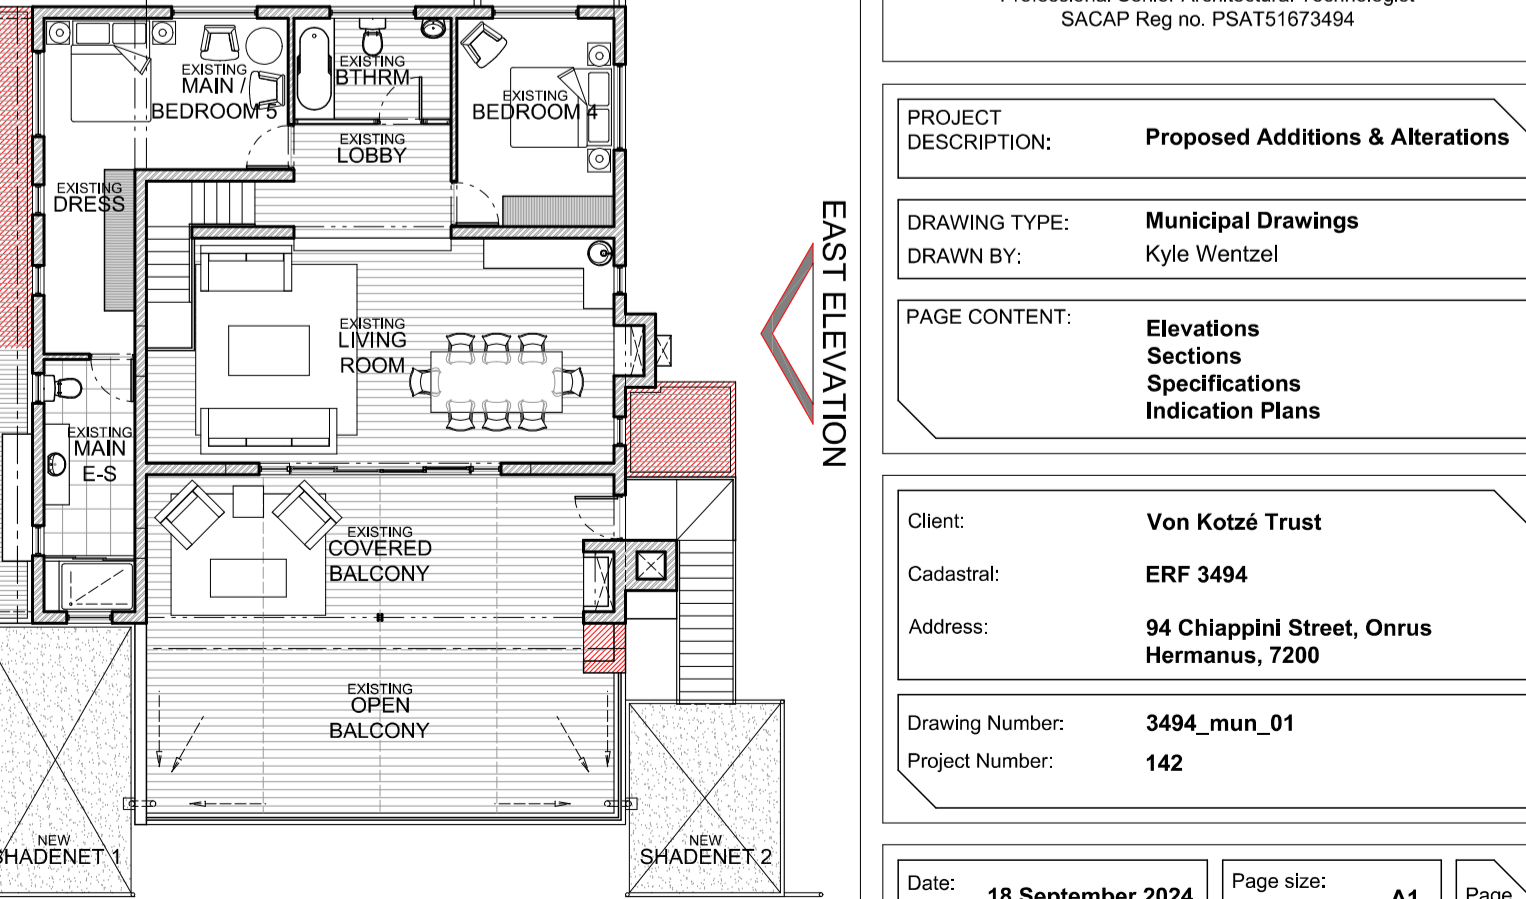 EXISTING
MAIN /
BEDROOM 5
EXISTING
BTHRM
EXISTING
BEDROOM 4
EXISTING
LOBBY
EXISTING
DRESS
EXISTING
LIVING
ROOM
EXISTING
MAIN
E-S
EXISTING
COVERED
BALCONY
EXISTING
OPEN
BALCONY
NEW
SHADENET 1
NEW
SHADENET 2
EAST ELEVATION
SACAP Reg no. PSAT51673494
PROJECT
DESCRIPTION:
Proposed Additions & Alterations
DRAWING TYPE: Municipal Drawings
DRAWN BY: Kyle Wentzel
PAGE CONTENT:
Elevations
Sections
Specifications
Indication Plans
Client: Von Kotzé Trust
Cadastral: ERF 3494
Address: 94 Chiappini Street, Onrus
Hermanus, 7200
Drawing Number: 3494_mun_01
Project Number: 142
Date: 18 September 2024
Page size: A1
Page